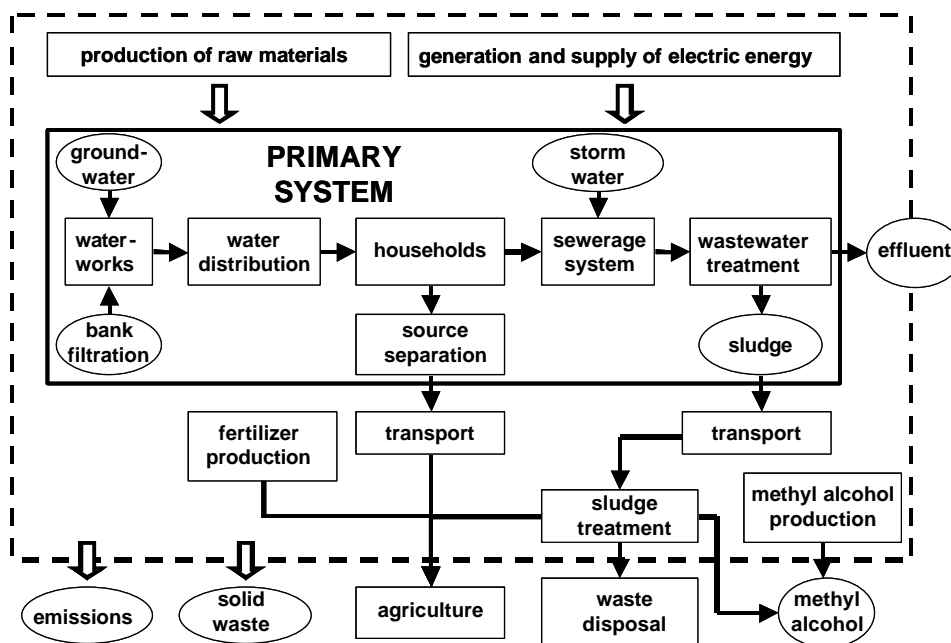 production of raw materials
generation and supply of electric energy
PRIMARY
SYSTEM
ground-
water
storm
water
water-
works
water
distribution
households
sewerage
system
wastewater
treatment
effluent
bank
filtration
source
separation
sludge
fertilizer
production
transport
transport
sludge
treatment
methyl alcohol
production
emissions
solid
waste
agriculture
waste
disposal
methyl
alcohol